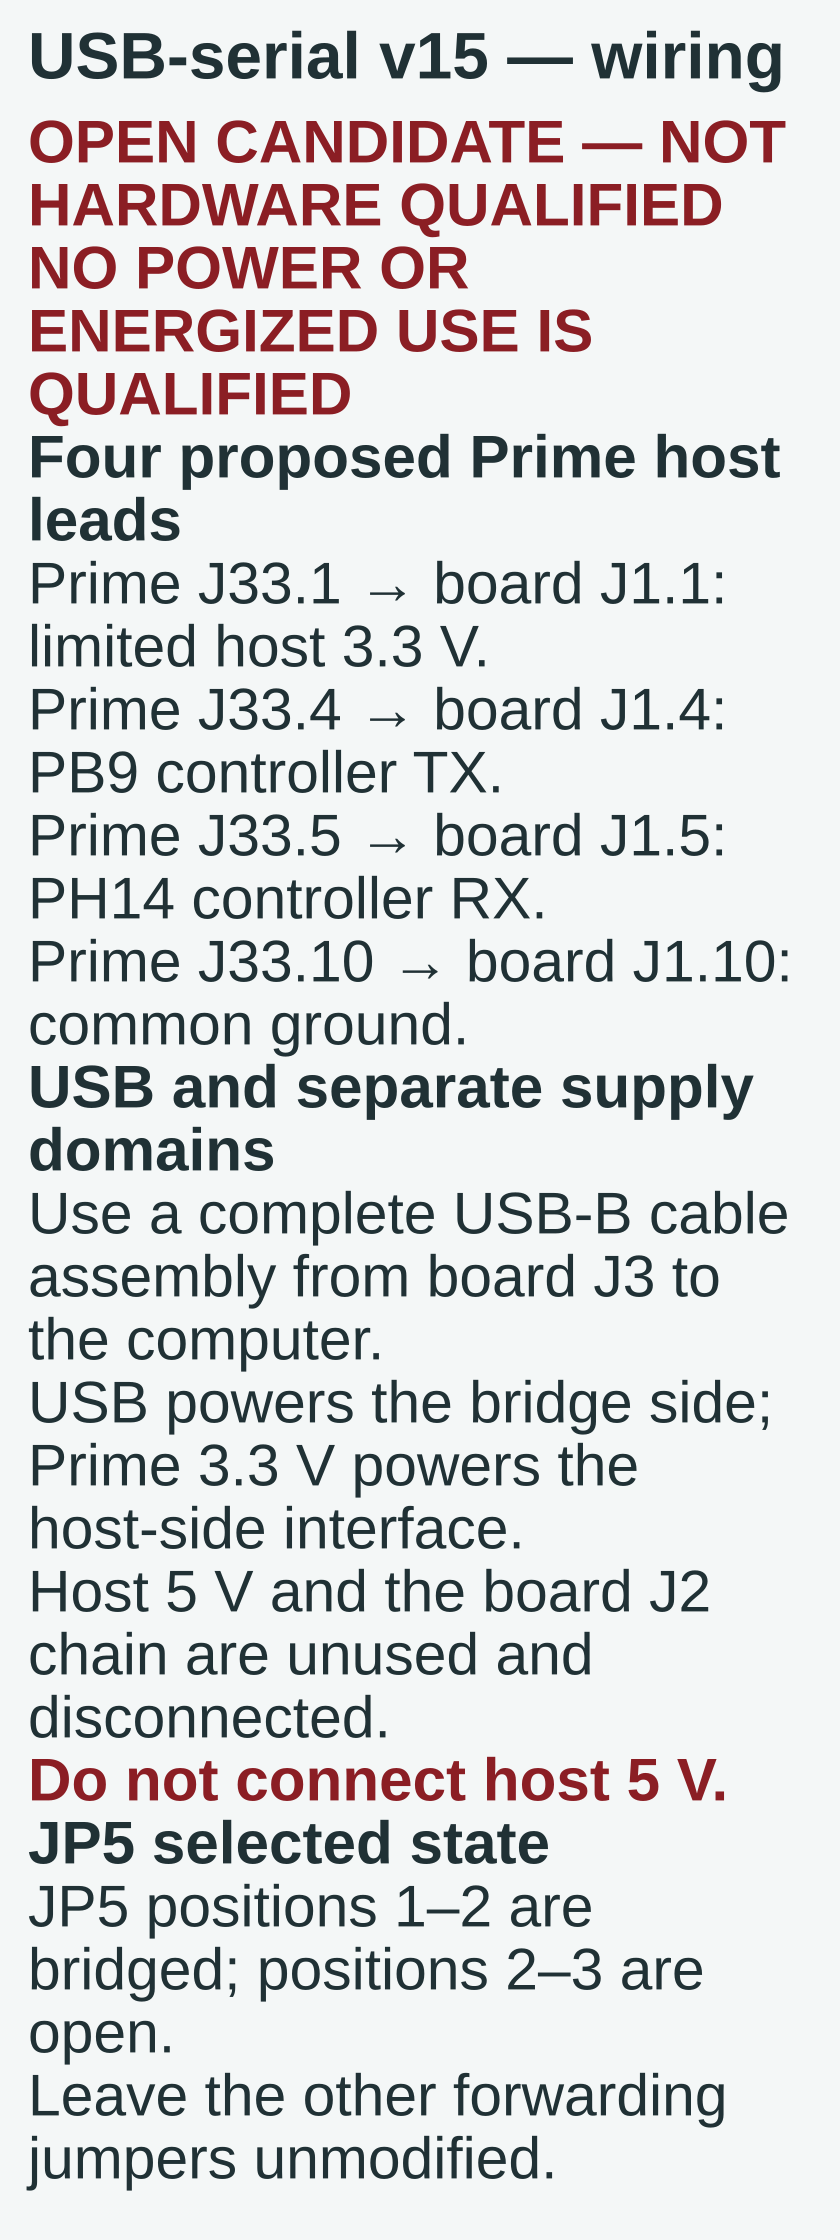 USB-serial v15 — wiring
OPEN CANDIDATE — NOT
HARDWARE QUALIFIED
NO POWER OR
ENERGIZED USE IS
QUALIFIED
Four proposed Prime host
leads
Prime J33.1 → board J1.1:
limited host 3.3 V.
Prime J33.4 → board J1.4:
PB9 controller TX.
Prime J33.5 → board J1.5:
PH14 controller RX.
Prime J33.10 → board J1.10:
common ground.
USB and separate supply
domains
Use a complete USB-B cable
assembly from board J3 to
the computer.
USB powers the bridge side;
Prime 3.3 V powers the
host-side interface.
Host 5 V and the board J2
chain are unused and
disconnected.
Do not connect host 5 V.
JP5 selected state
JP5 positions 1–2 are
bridged; positions 2–3 are
open.
Leave the other forwarding
jumpers unmodified.